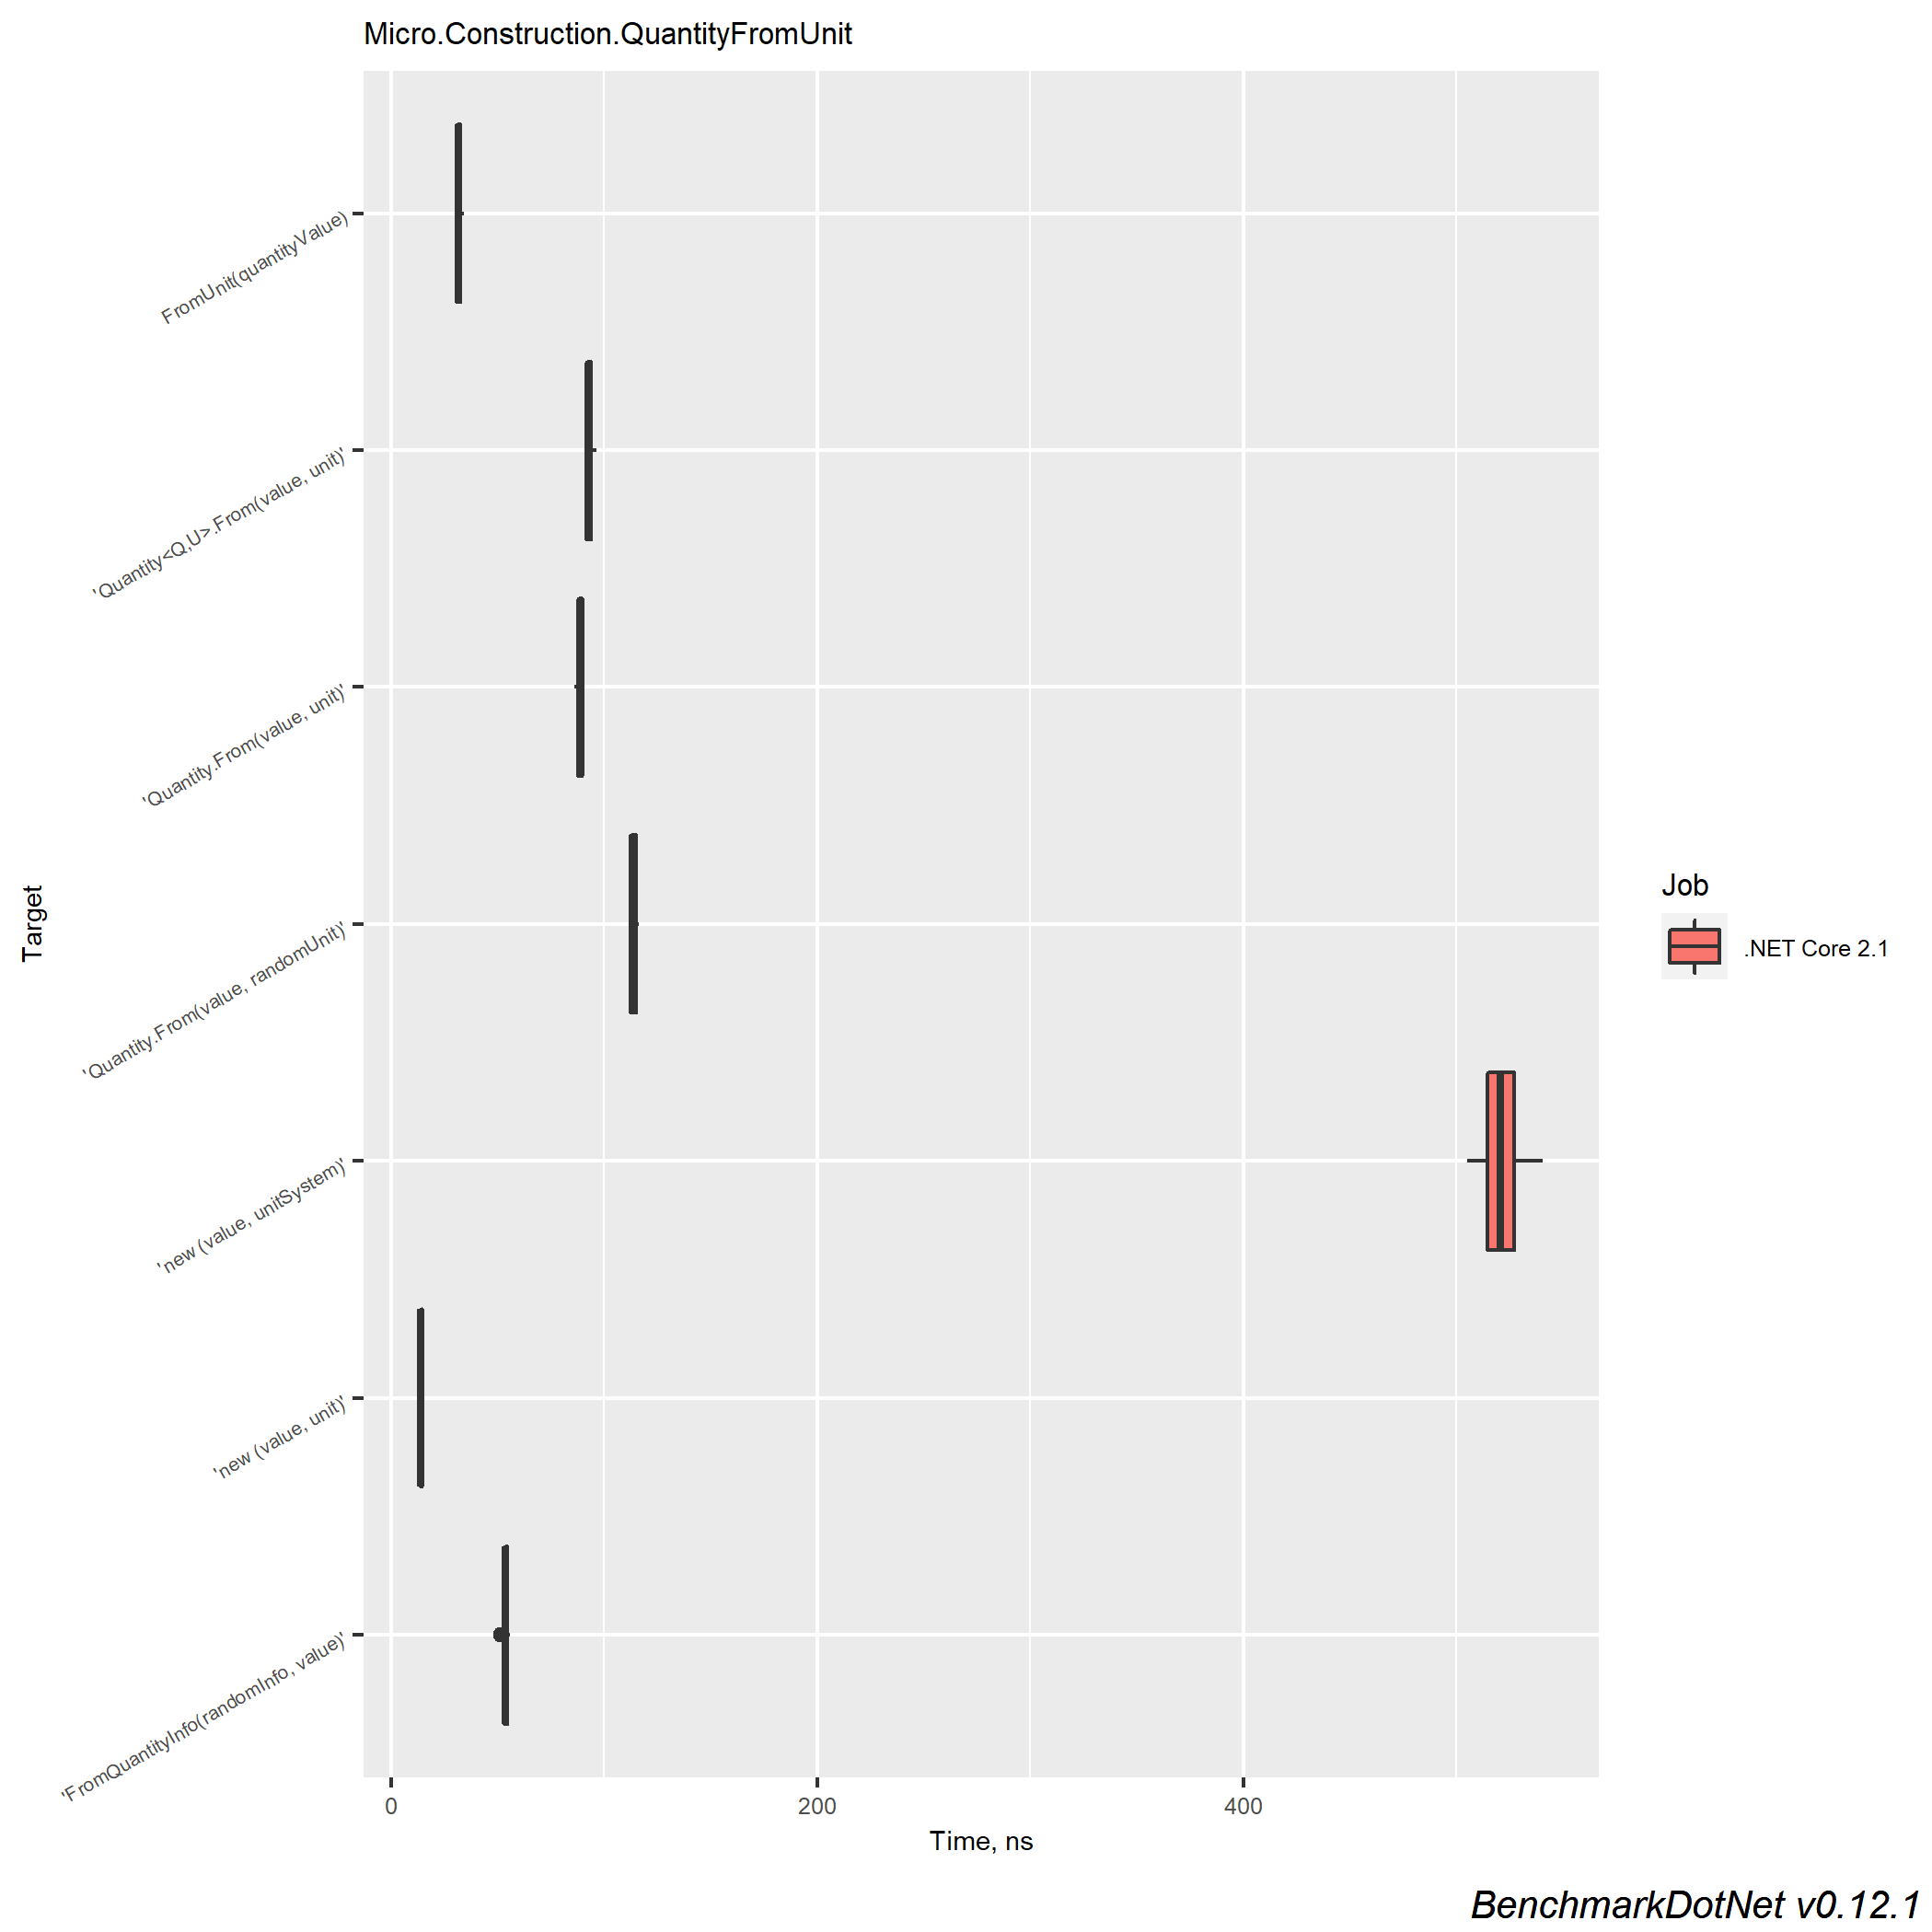 Micro.Construction.QuantityFromUnit
FromUnit(quantityValue)
'Quantity<Q,U>.From(value, unit)'
'Quantity.From(value, unit)'
'Quantity.From(value, randomUnit)'
'new (value, unitSystem)'
'new (value, unit)'
'FromQuantityInfo(randomInfo, value)'
Target
0
200
400
Time, ns
Job
.NET Core 2.1
BenchmarkDotNet v0.12.1